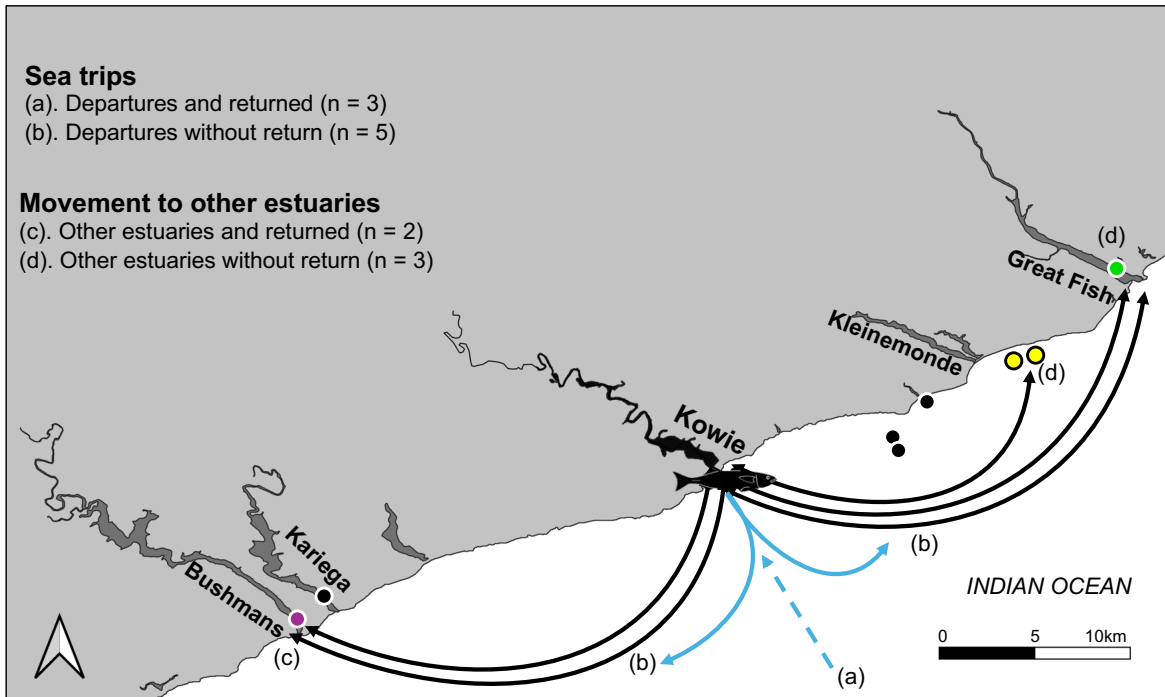 Sea trips
(a). Departures and returned (n = 3)
(b). Departures without return (n = 5)
Movement to other estuaries
(c). Other estuaries and returned (n = 2)
(d). Other estuaries without return (n = 3)
(d)
Great Fish
Kleinemonde
(d)
Kowie
Kariega
Bushmans
(b)
INDIAN OCEAN
(c)
(b)
(a)
0 5 10km